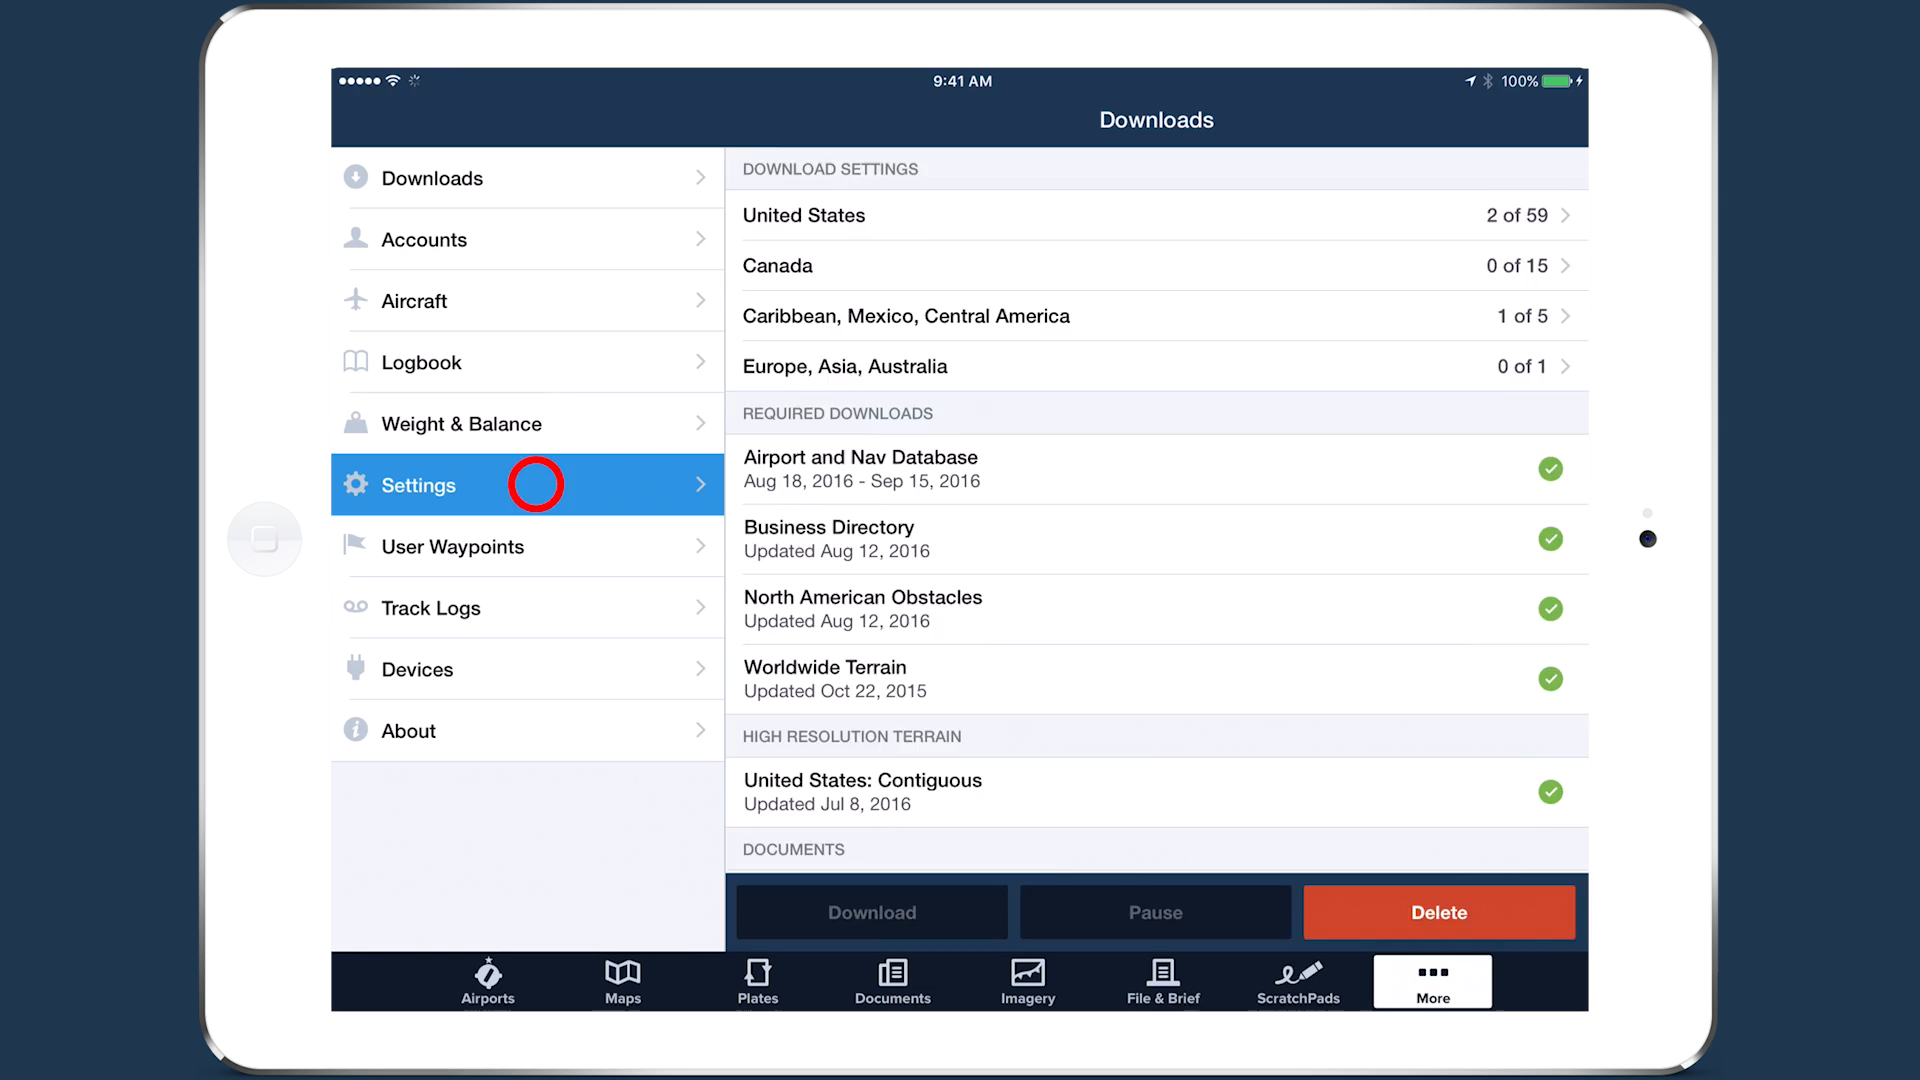 9:41 AM
100%
Downloads
Downloads
Accounts
Aircraft
Logbook
Weight & Balance
Settings
User Waypoints
Track Logs
Devices
About
DOWNLOAD SETTINGS
United States 2 of 59
Canada 0 of 15
Caribbean, Mexico, Central America 1 of 5
Europe, Asia, Australia 0 of 1
REQUIRED DOWNLOADS
Airport and Nav Database
Aug 18, 2016 - Sep 15, 2016
Business Directory
Updated Aug 12, 2016
North American Obstacles
Updated Aug 12, 2016
Worldwide Terrain
Updated Oct 22, 2015
HIGH RESOLUTION TERRAIN
United States: Contiguous
Updated Jul 8, 2016
DOCUMENTS
Download Pause Delete
Airports Maps Plates Documents Imagery File & Brief ScratchPads More